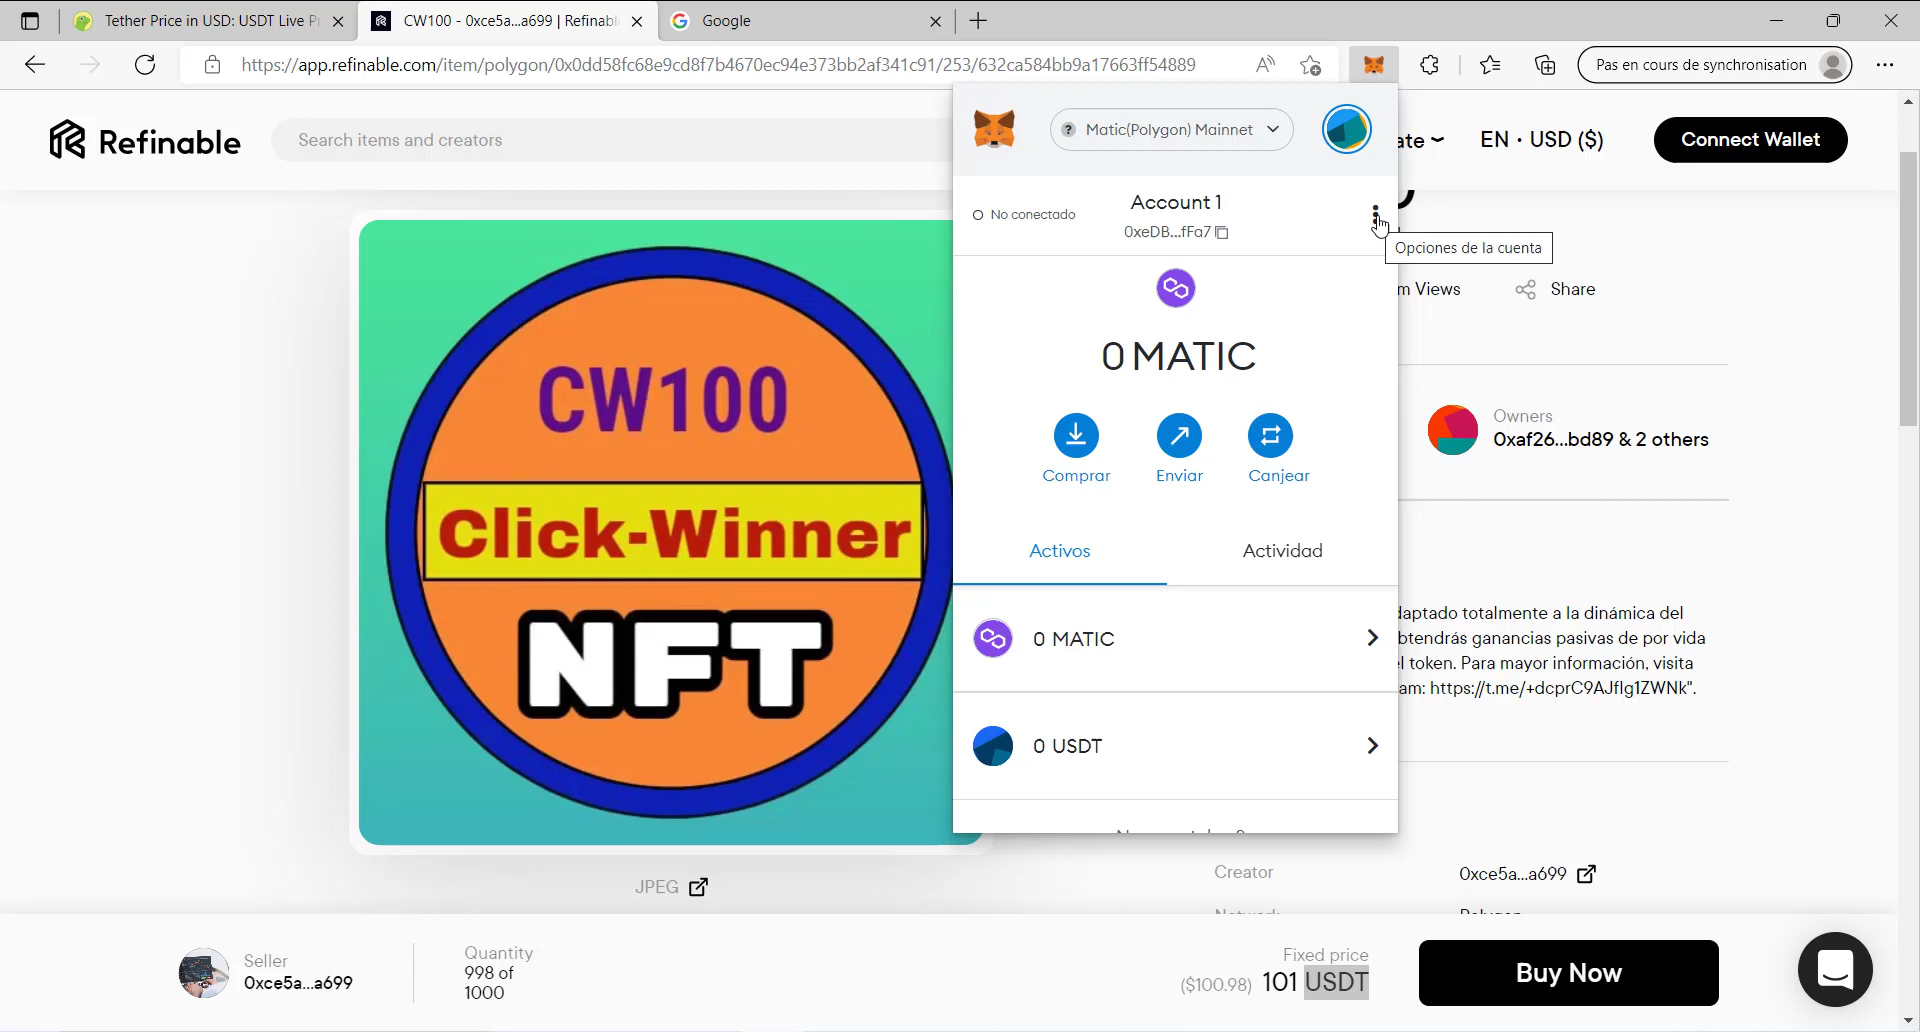 Tether Price in USD: USDT Live P
CW100 - 0xce5a...a699 | Refinabl
Google
https://app.refinable.com/item/polygon/0x0dd58fc68e9cd8f7b4670ec94e373bb2af341c91/253/632ca584bb9a17663ff54889
Pas en cours de synchronisation
Refinable
Search items and creators
Matic(Polygon) Mainnet
ate
EN · USD ($)
Connect Wallet
No conectado
Account 1
0xeDB...fFa7
Opciones de la cuenta
m Views
Share
CW100
Click-Winner
NFT
0 MATIC
Comprar
Enviar
Canjear
Activos
Actividad
0 MATIC
0 USDT
Owners
0xaf26...bd89 & 2 others
daptado totalmente a la dinámica del
btendrás ganancias pasivas de por vida
l token. Para mayor información, visita
am: https://t.me/+dcprC9AJflg1ZWNk".
JPEG
Creator
0xce5a...a699
Network
Polygon
Seller
0xce5a...a699
Quantity
998 of
1000
Fixed price
($100.98) 101 USDT
Buy Now